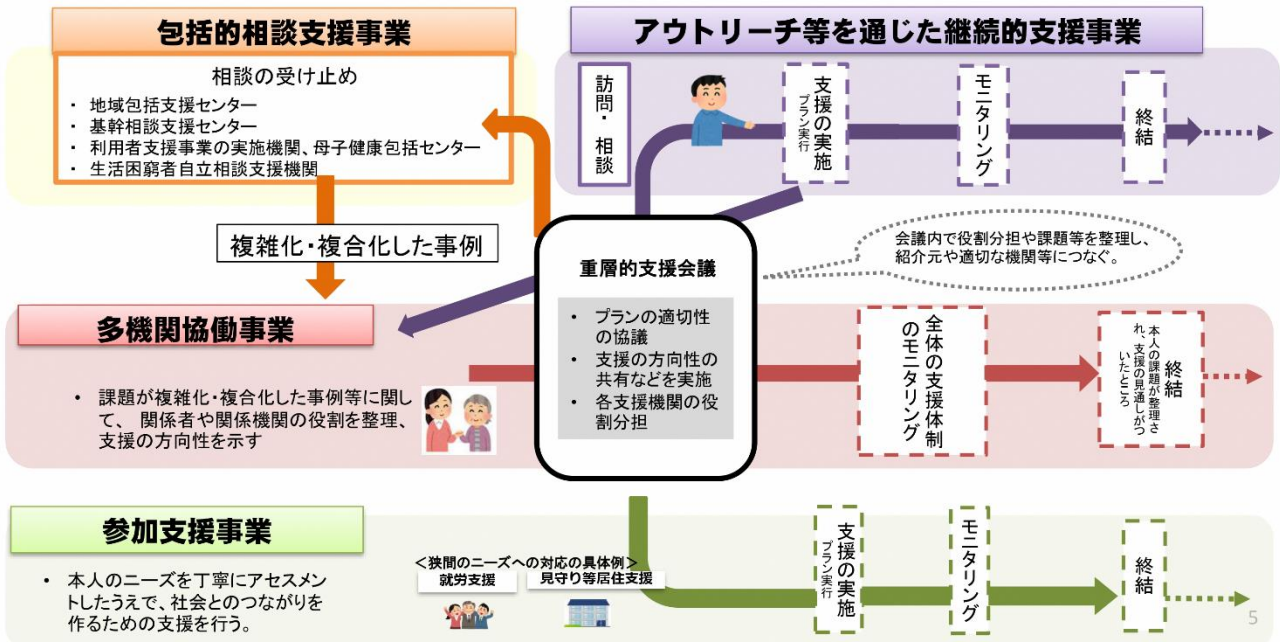 包括的相談支援事業
相談の受け止め
・ 地域包括支援センター
・ 基幹相談支援センター
・ 利用者支援事業の実施機関、母子健康包括センター
・ 生活困窮者自立相談支援機関
複雑化・複合化した事例
アウトリーチ等を通じた継続的支援事業
訪問・相談
支援の実施
プラン実行
モニタリング
終結
会議内で役割分担や課題等を整理し、
紹介元や適切な機関等につなぐ。
重層的支援会議
• プランの適切性
の協議
• 支援の方向性の
共有などを実施
• 各支援機関の役
割分担
多機関協働事業
• 課題が複雑化・複合化した事例等に関し
て、 関係者や関係機関の役割を整理、
支援の方向性を示す
全体の支援体制
のモニタリング
終結
本人の課題が整理さ
れ、支援の見通しがつ
いたところ
参加支援事業
• 本人のニーズを丁寧にアセスメン
トしたうえで、社会とのつながりを
作るための支援を行う。
<狭間のニーズへの対応の具体例>
就労支援
見守り等居住支援
支援の実施
プラン実行
モニタリング
終結
5